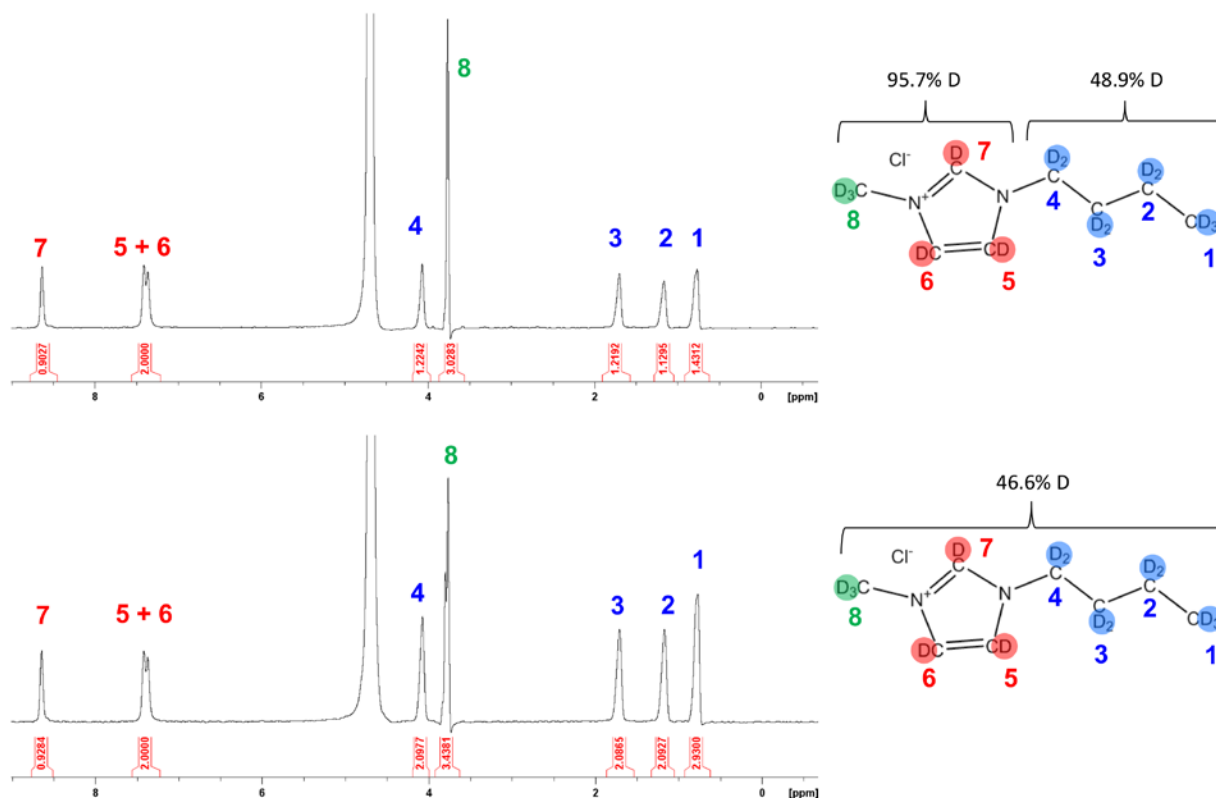 8
7
5 + 6
4
3
2
1
0.9027
2.0000
1.2242
3.0283
1.2192
1.1295
1.4312
8
6
4
2
0
[ppm]
95.7% D
48.9% D
Cl-
D
7
D3C
8
N+
N
DC
6
CD
5
D2
C
4
C
D2
3
D2
C
2
CD3
1
8
7
5 + 6
4
3
2
1
0.9284
2.0000
2.0977
3.4381
2.0865
2.0927
2.9300
8
6
4
2
0
[ppm]
46.6% D
Cl-
D
7
C
D3C
8
N+
N
DC
6
CD
5
D2
C
4
C
D2
3
D2
C
2
CD3
1